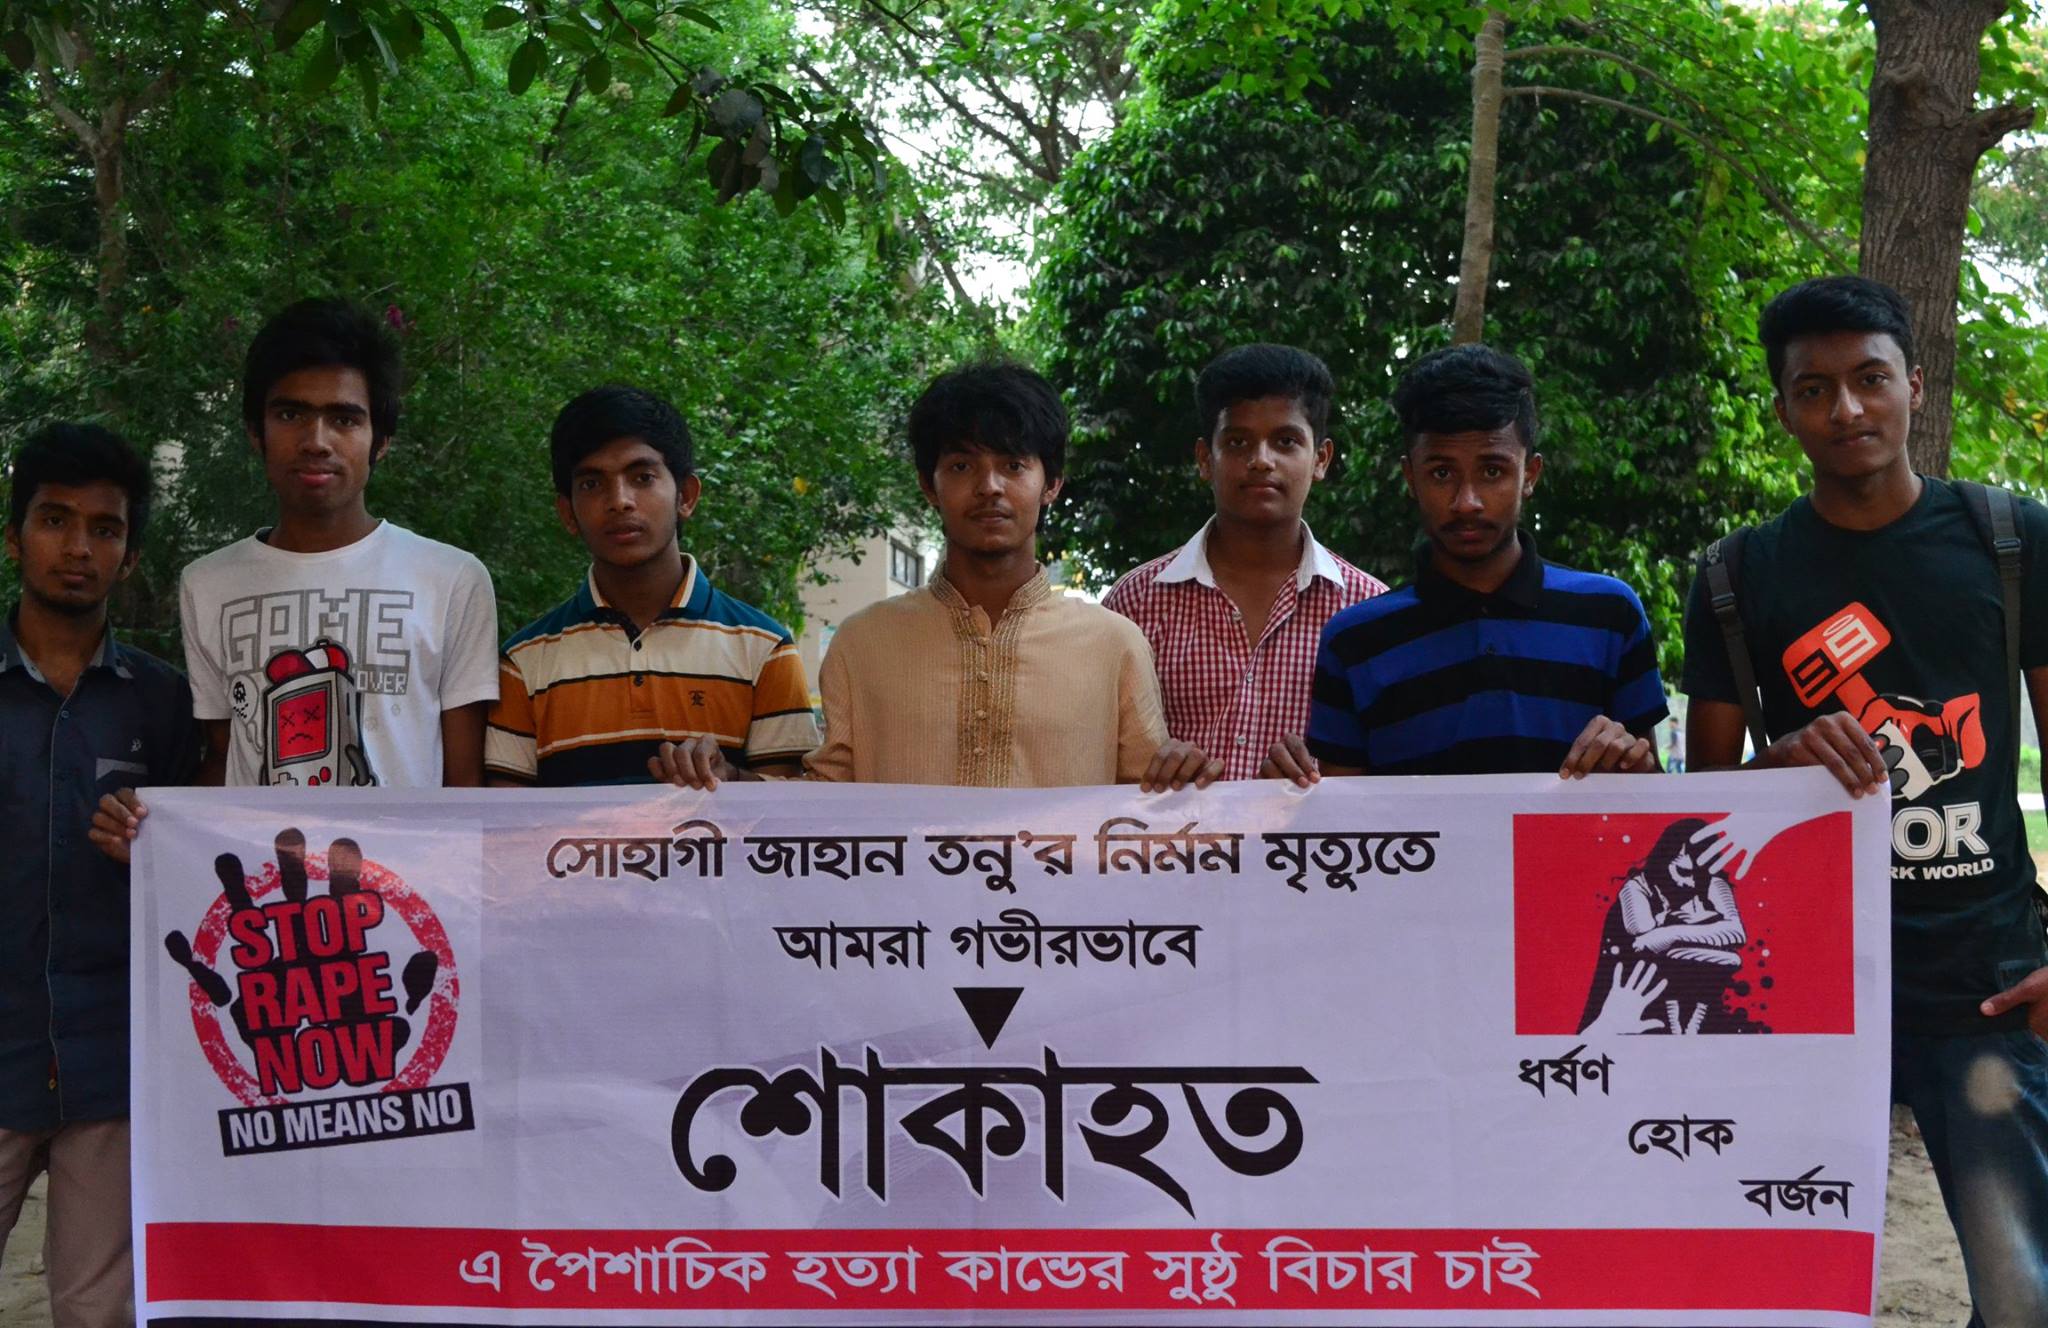 GAME
OVER
OR
RK WORLD
সোহাগী জাহান তনু'র নির্মম মৃত্যুতে
আমরা গভীরভাবে
শোকাহত
STOP
RAPE
NOW
NO MEANS NO
ধর্ষণ
হোক
বর্জন
এ পৈশাচিক হত্যা কান্ডের সুষ্ঠু বিচার চাই